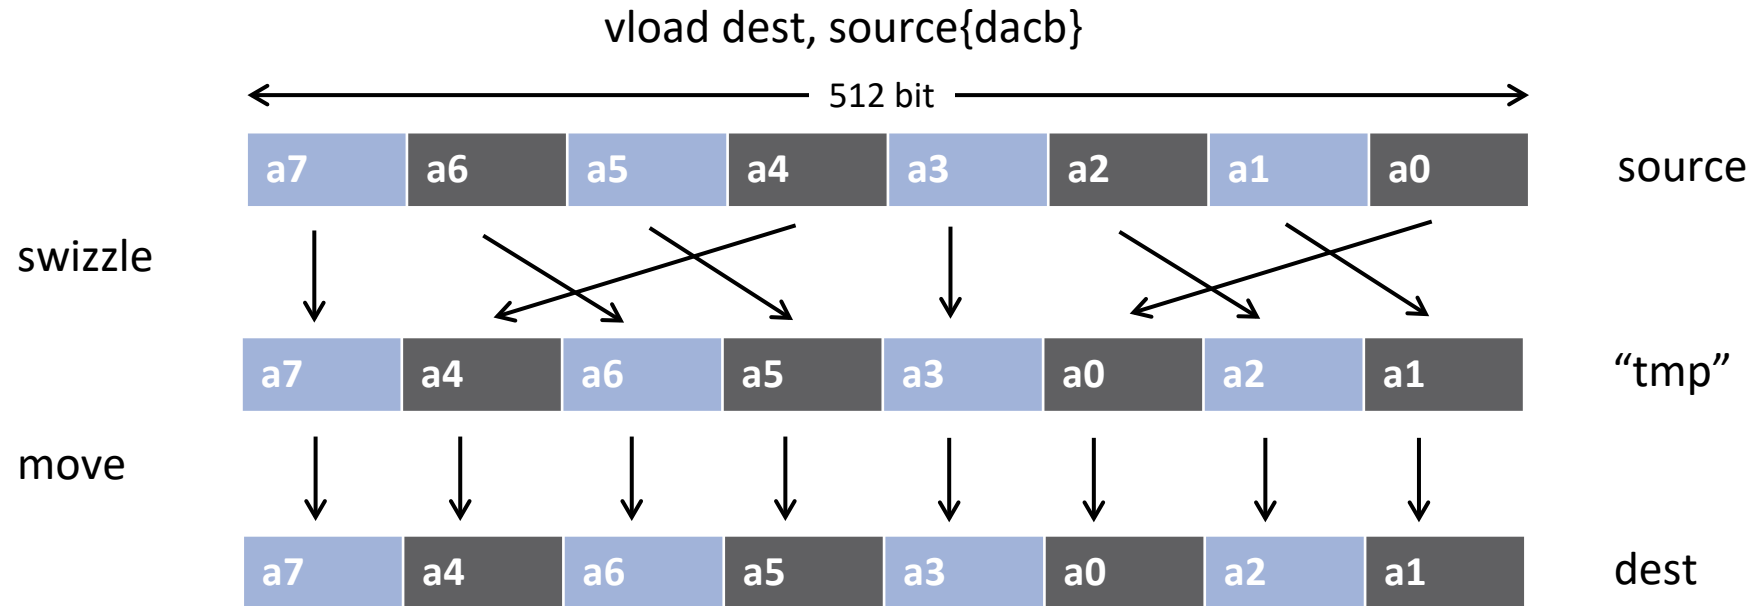 vload dest, source{dacb}
512 bit
a7 a6 a5 a4 a3 a2 a1 a0 source
swizzle
a7 a4 a6 a5 a3 a0 a2 a1 “tmp”
move
a7 a4 a6 a5 a3 a0 a2 a1 dest